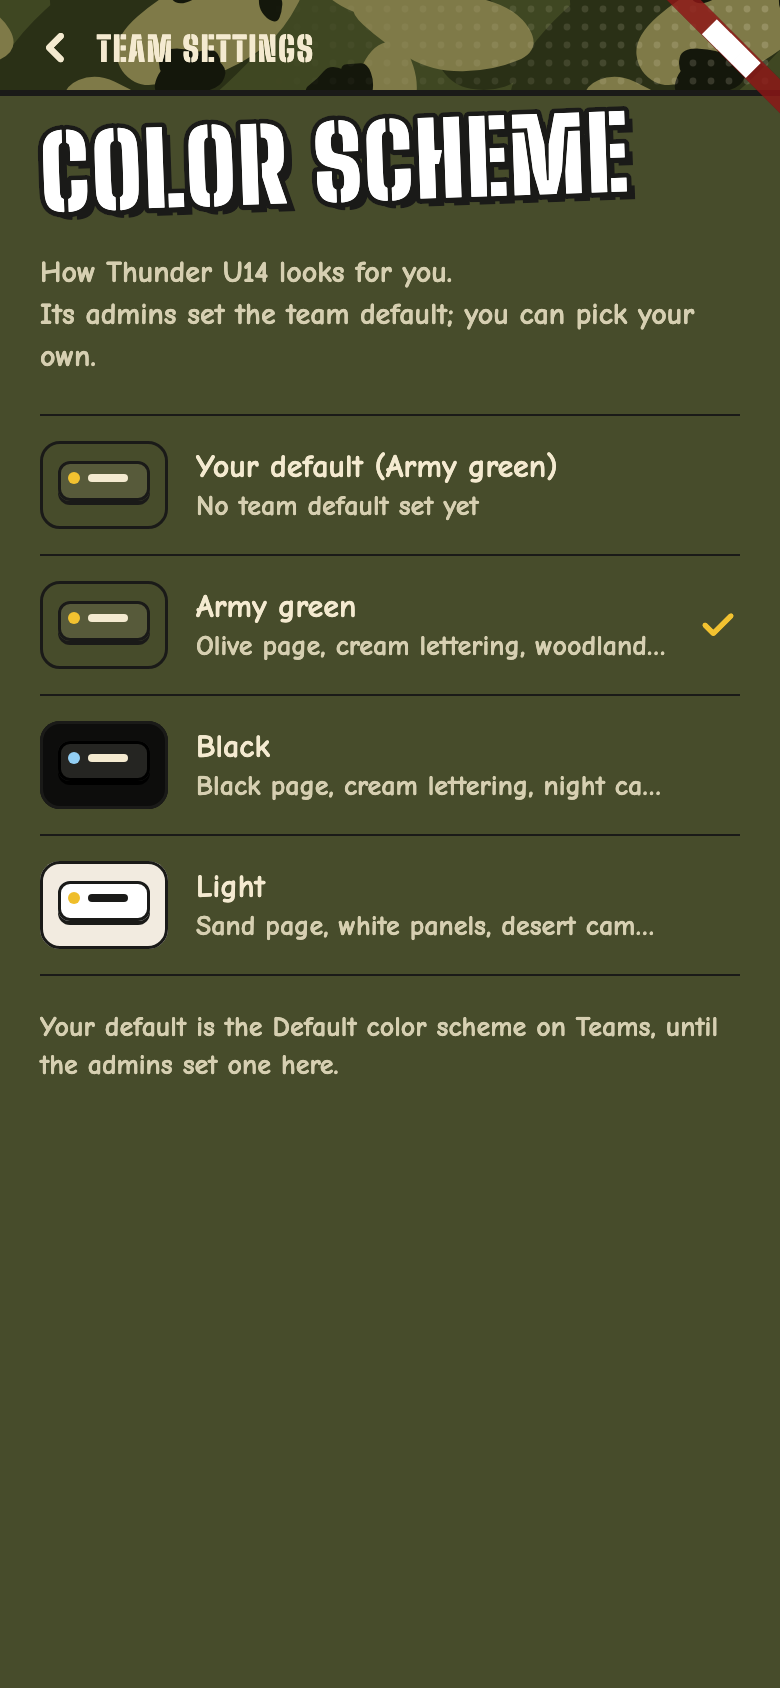 TEAM SETTINGS
COLOR SCHEME
How Thunder U14 looks for you.
Its admins set the team default; you can pick your
own.
Your default (Army green)
No team default set yet
Army green
Olive page, cream lettering, woodland...
Black
Black page, cream lettering, night ca...
Light
Sand page, white panels, desert cam...
Your default is the Default color scheme on Teams, until
the admins set one here.